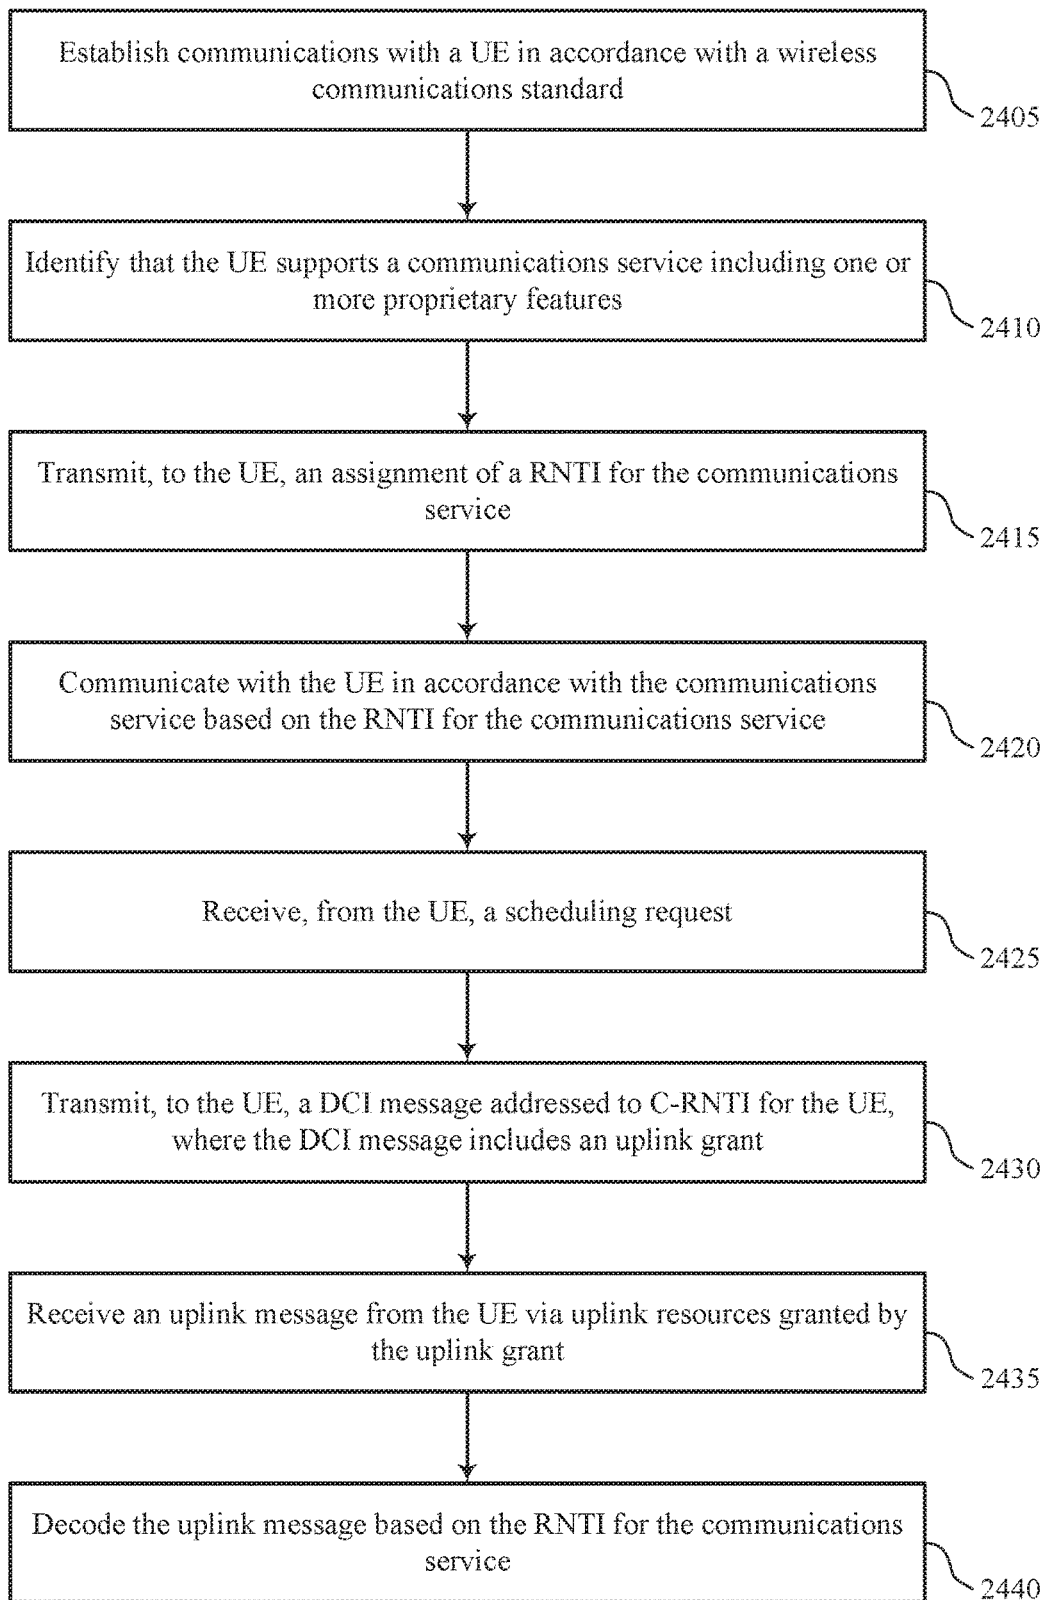 Establish communications with a UE in accordance with a wireless
communications standard
2405
Identify that the UE supports a communications service including one or
more proprietary features
2410
Transmit, to the UE, an assignment of a RNTI for the communications
service
2415
Communicate with the UE in accordance with the communications
service based on the RNTI for the communications service
2420
Receive, from the UE, a scheduling request
2425
Transmit, to the UE, a DCI message addressed to C-RNTI for the UE,
where the DCI message includes an uplink grant
2430
Receive an uplink message from the UE via uplink resources granted by
the uplink grant
2435
Decode the uplink message based on the RNTI for the communications
service
2440